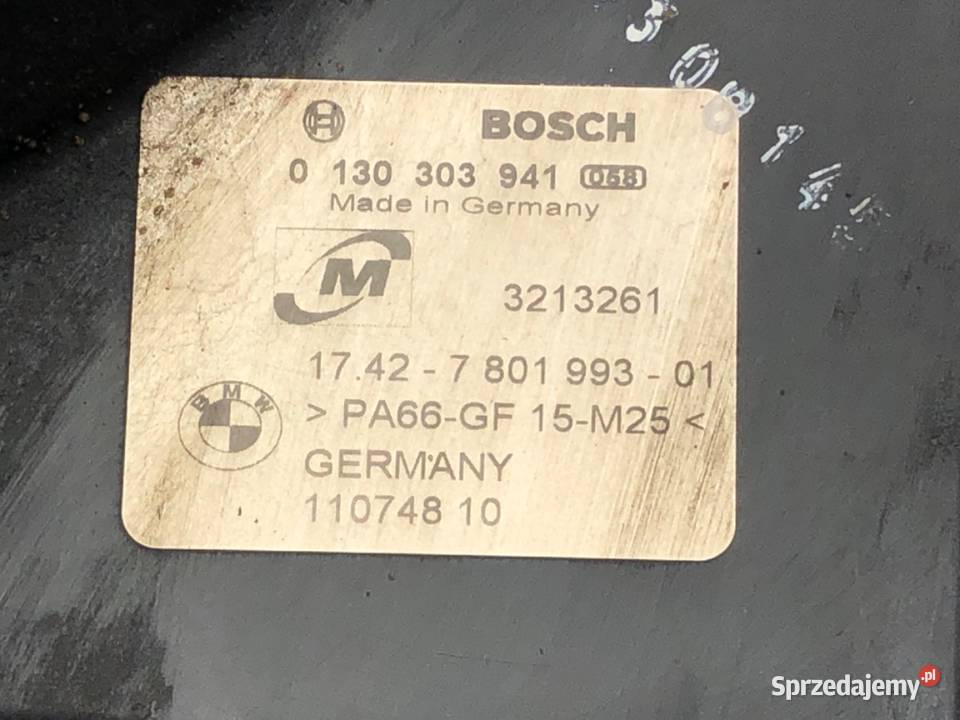 BOSCH
0 130 303 941 058
Made in Germany
M
3213261
17.42 - 7 801 993 - 01
BMW
> PA66-GF 15-M25 <
GERMANY
110748 10
Sprzedajemy.pl